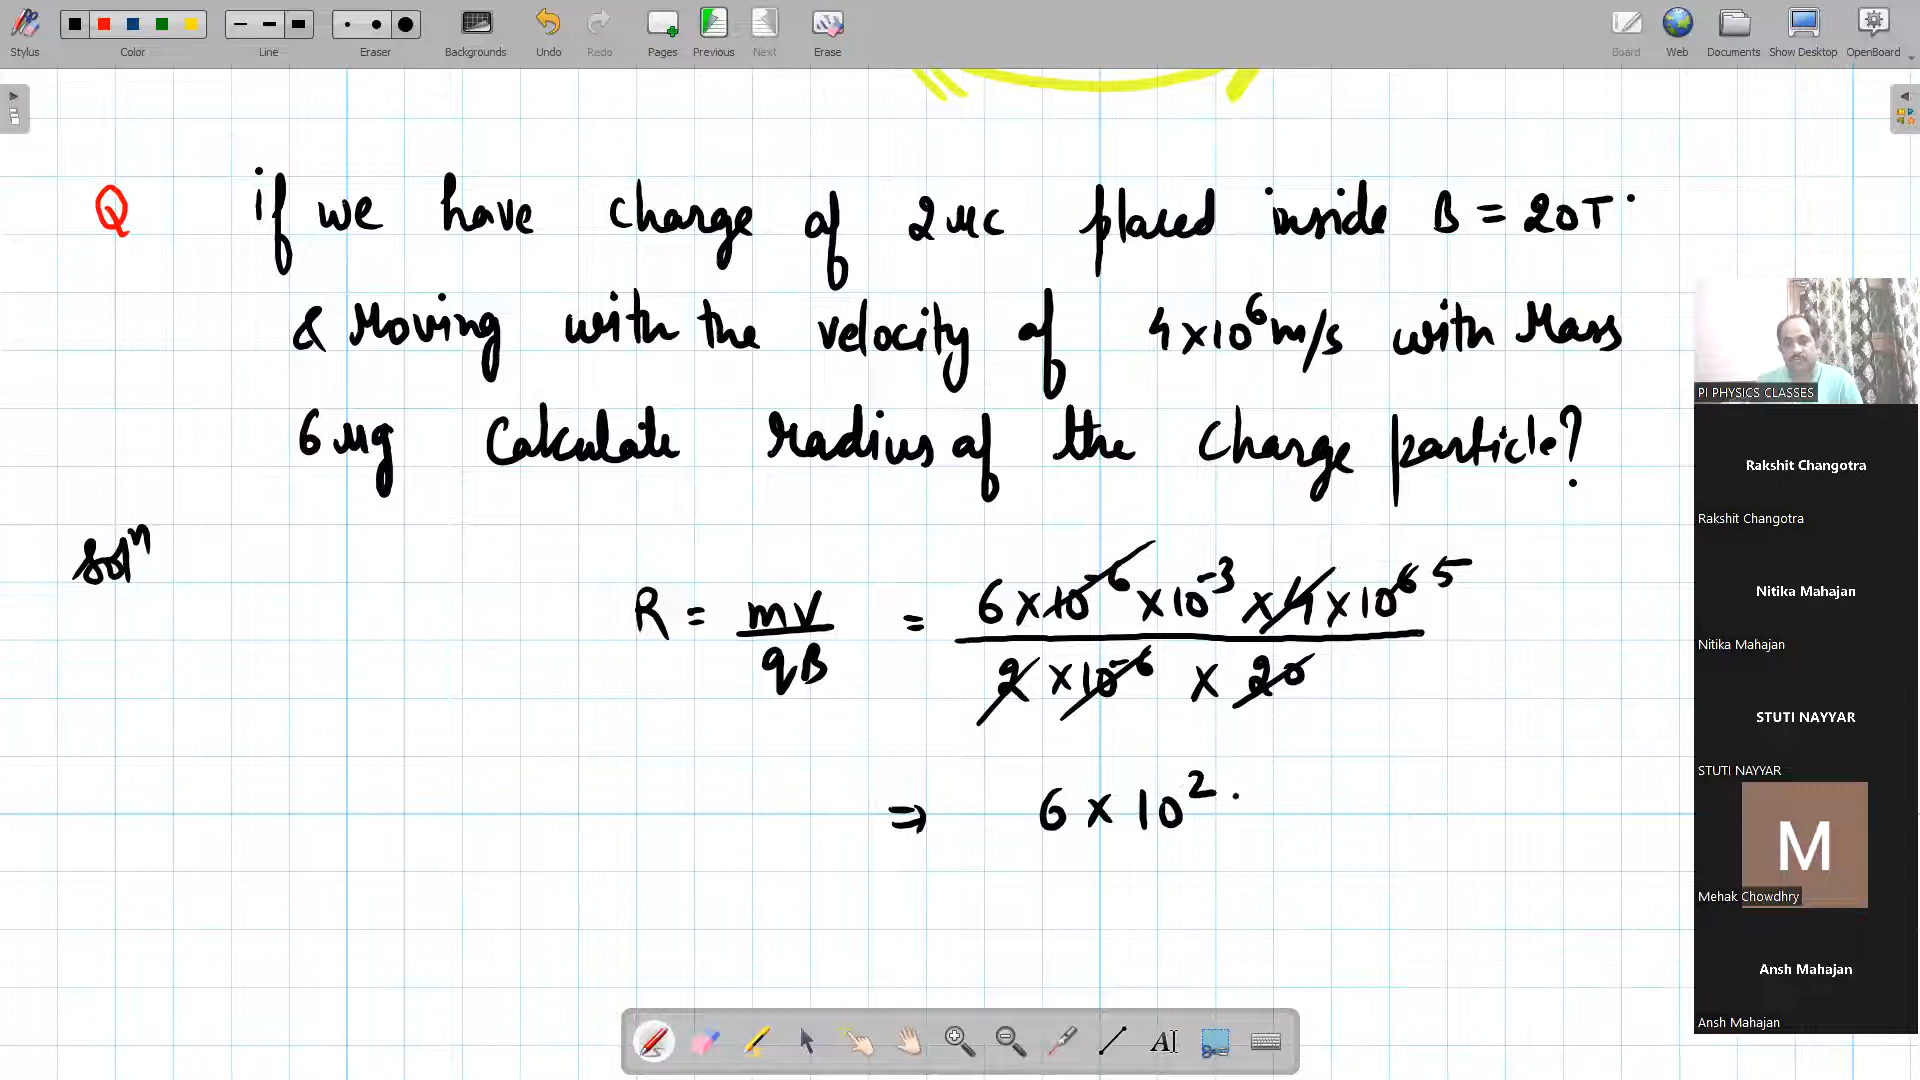 Stylus
Color
Line
Eraser
Backgrounds
Undo
Redo
Pages
Previous
Next
Erase
Board
Web
Documents
Show Desktop
OpenBoard
Q if we have charge of 2μc placed inside B = 20T.
& Moving with the velocity of 4×10⁶m/s with Mass
6μg Calculate radius of the charge particle?
Solⁿ
R = mv/qB = (6×10⁻⁶×10⁻³×4×10⁶ ⁵)/(2×10⁻⁶×20)
⇒ 6×10².
PI PHYSICS CLASSES
Rakshit Changotra
Rakshit Changotra
Nitika Mahajan
Nitika Mahajan
STUTI NAYYAR
STUTI NAYYAR
M
Mehak Chowdhry
Ansh Mahajan
Ansh Mahajan
AI